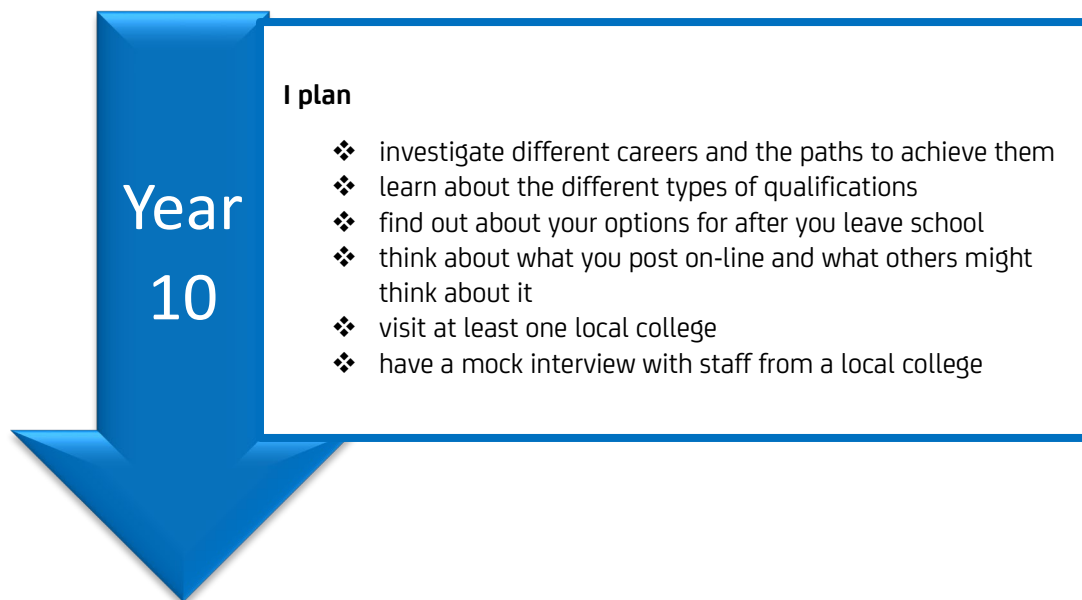 Year
10
I plan
❖ investigate different careers and the paths to achieve them
❖ learn about the different types of qualifications
❖ find out about your options for after you leave school
❖ think about what you post on-line and what others might
think about it
❖ visit at least one local college
❖ have a mock interview with staff from a local college